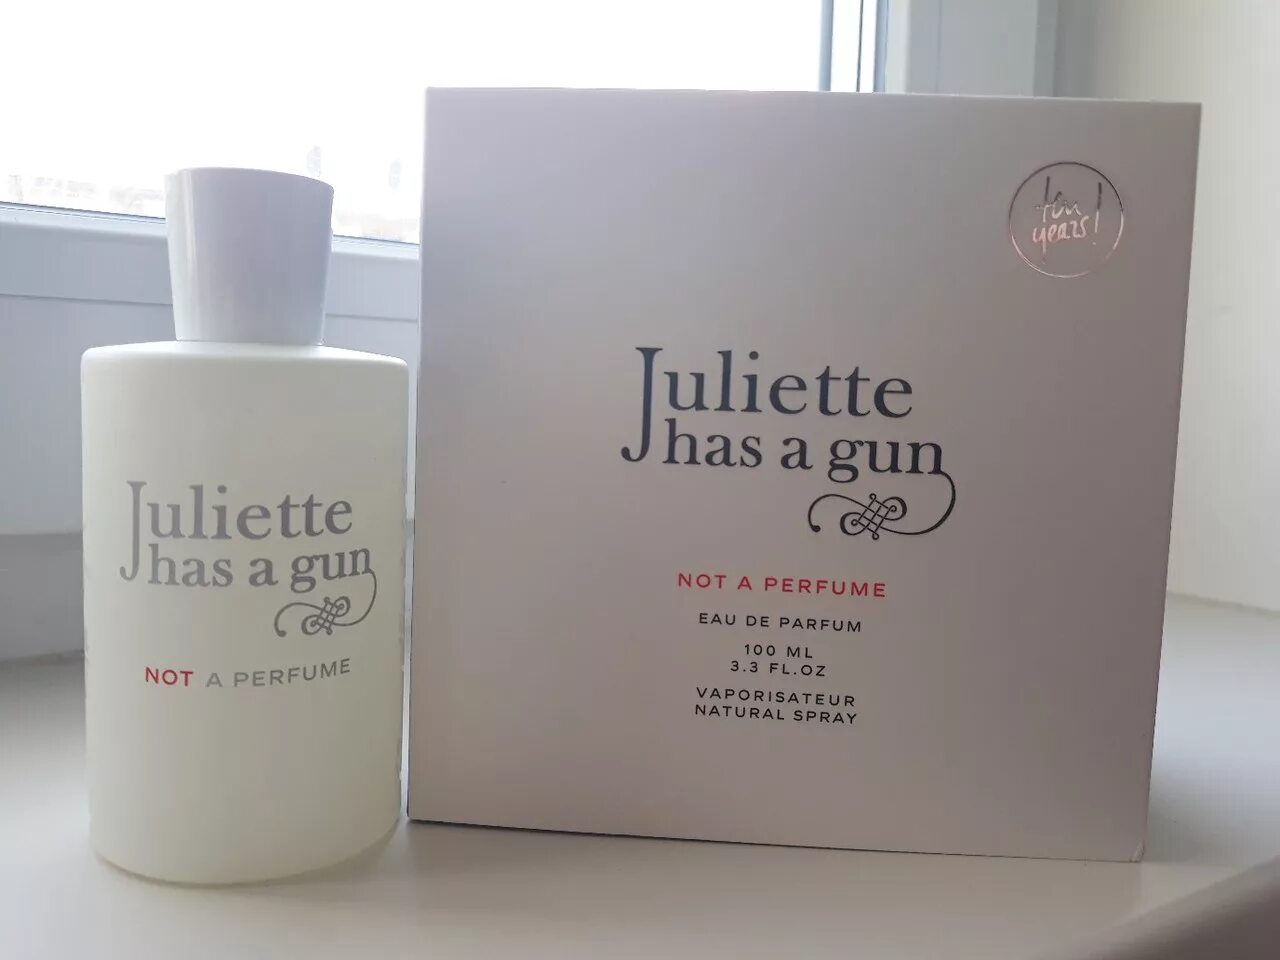 Juliette
has a gun
NOT A PERFUME
ten
years!
Juliette
has a gun
NOT A PERFUME
EAU DE PARFUM
100 ML
3.3 FL.OZ
VAPORISATEUR
NATURAL SPRAY